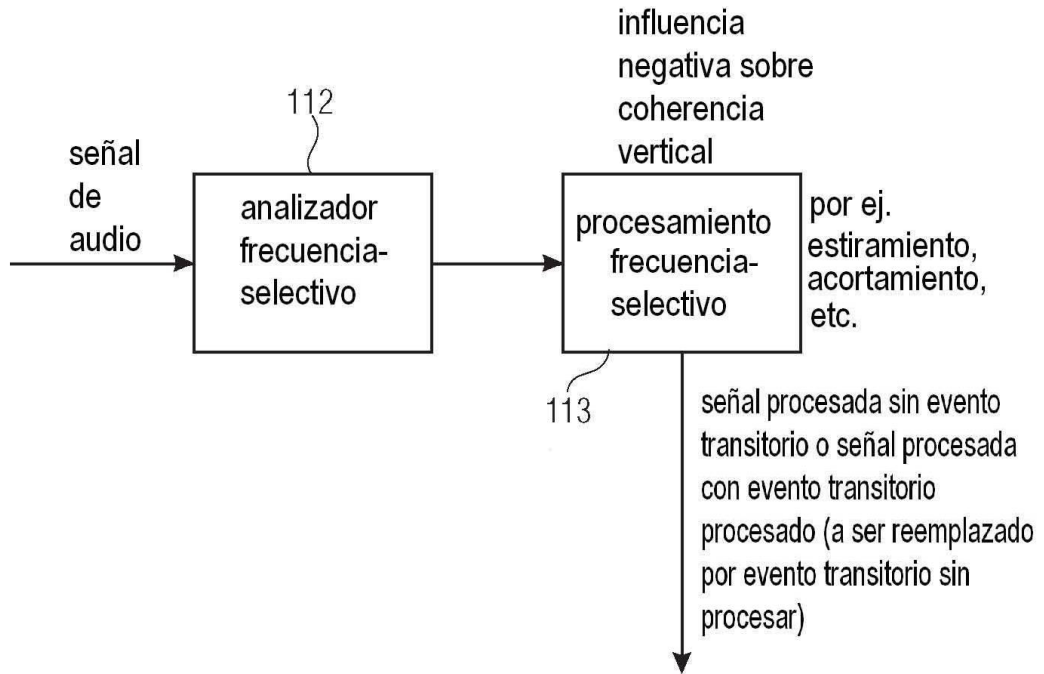 influencia
negativa sobre
coherencia
vertical
112
señal
de
audio
analizador
frecuencia-
selectivo
procesamiento
frecuencia-
selectivo
por ej.
estiramiento,
acortamiento,
etc.
113
señal procesada sin evento
transitorio o señal procesada
con evento transitorio
procesado (a ser reemplazado
por evento transitorio sin
procesar)